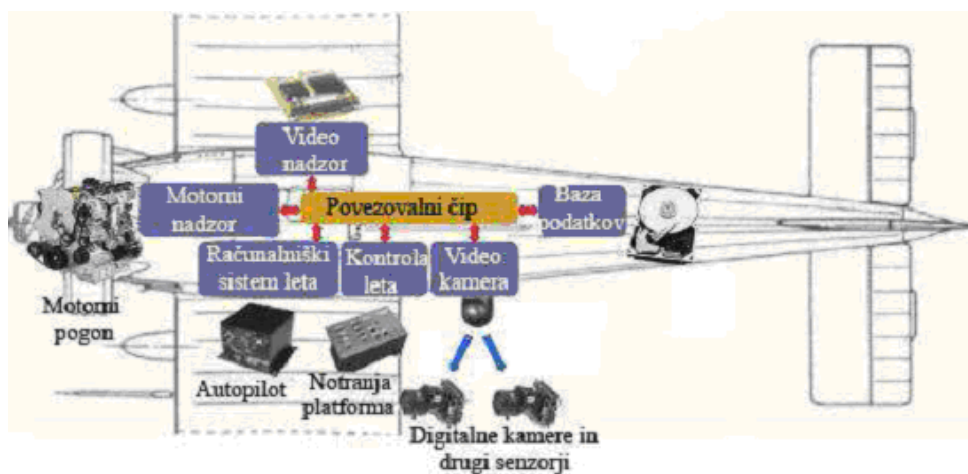 Video
nadzor
Motorni
nadzor
Povezovalni čip
Baza
podatkov
Računalniški
sistem leta
Kontrola
leta
Video
kamera
Motorni
pogon
Autopilot
Notranja
platforma
Digitalne kamere in
drugi senzorji